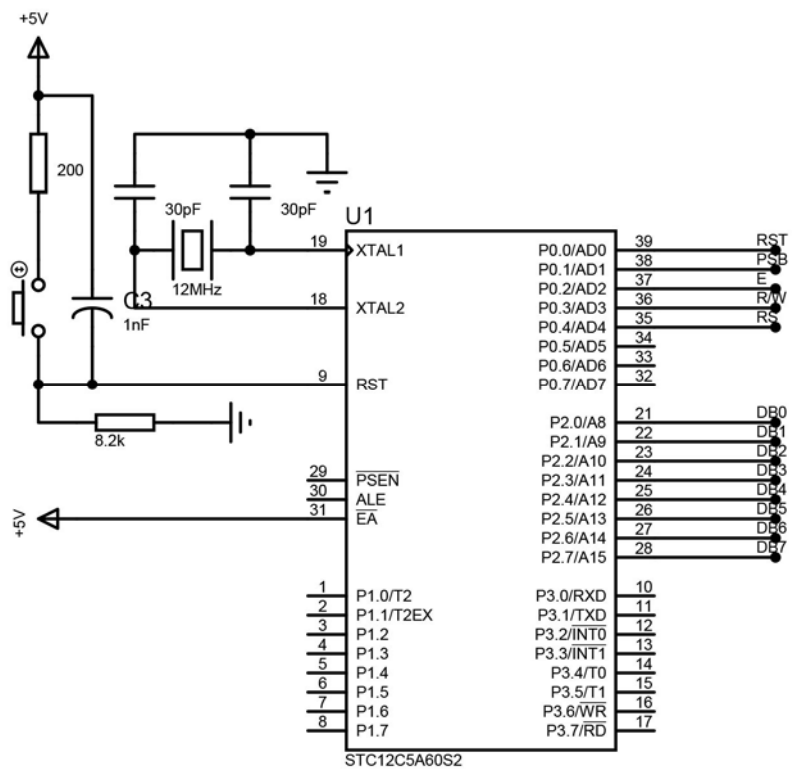 +5V
200
30pF
30pF
12MHz
C3
1nF
8.2k
+5V
U1
19 XTAL1
18 XTAL2
9 RST
29 PSEN
30 ALE
31 EA
1 P1.0/T2
2 P1.1/T2EX
3 P1.2
4 P1.3
5 P1.4
6 P1.5
7 P1.6
8 P1.7
P0.0/AD0 39 RST
P0.1/AD1 38 PSB
P0.2/AD2 37 E
P0.3/AD3 36 R/W
P0.4/AD4 35 RS
P0.5/AD5 34
P0.6/AD6 33
P0.7/AD7 32
P2.0/A8 21 DB0
P2.1/A9 22 DB1
P2.2/A10 23 DB2
P2.3/A11 24 DB3
P2.4/A12 25 DB4
P2.5/A13 26 DB5
P2.6/A14 27 DB6
P2.7/A15 28 DB7
P3.0/RXD 10
P3.1/TXD 11
P3.2/INT0 12
P3.3/INT1 13
P3.4/T0 14
P3.5/T1 15
P3.6/WR 16
P3.7/RD 17
STC12C5A60S2